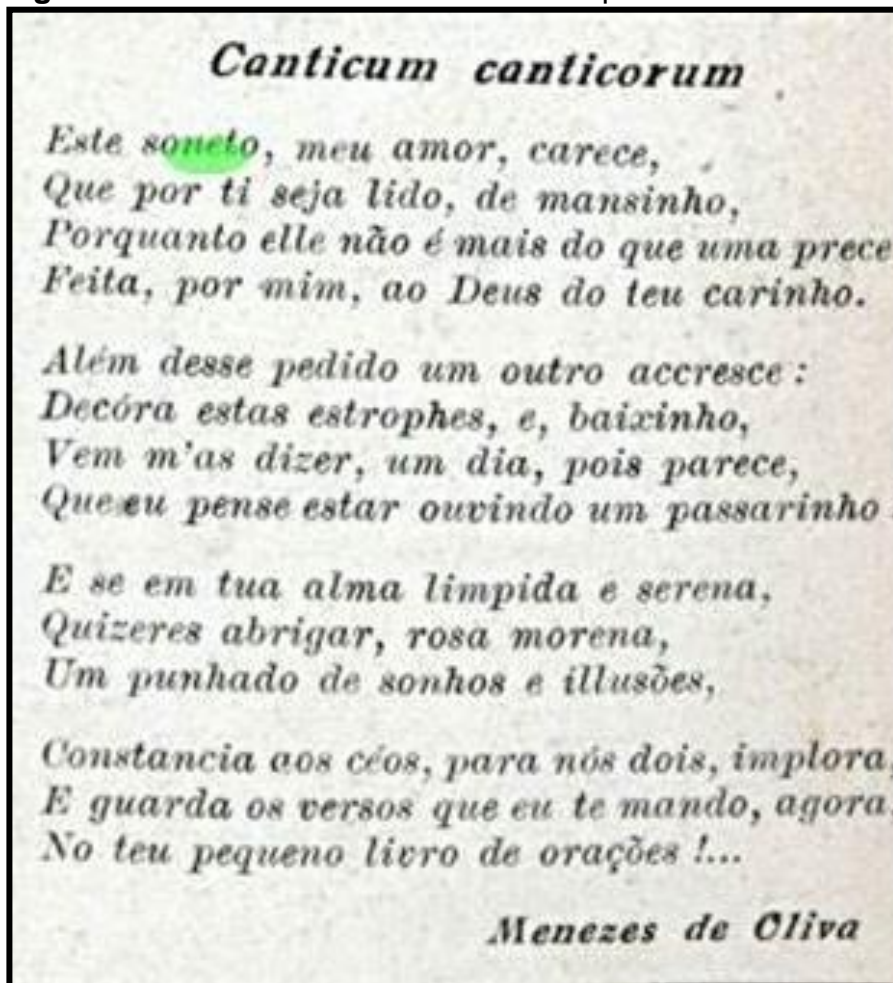 Canticum canticorum
Este soneto, meu amor, carece,
Que por ti seja lido, de mansinho,
Porquanto elle não é mais do que uma prece
Feita, por mim, ao Deus do teu carinho.
Além desse pedido um outro accresce:
Decóra estas estrophes, e, baixinho,
Vem m'as dizer, um dia, pois parece,
Que eu pense estar ouvindo um passarinho
E se em tua alma limpida e serena,
Quizeres abrigar, rosa morena,
Um punhado de sonhos e illusões,
Constancia aos céos, para nós dois, implora,
E guarda os versos que eu te mando, agora
No teu pequeno livro de orações!...
Menezes de Oliva